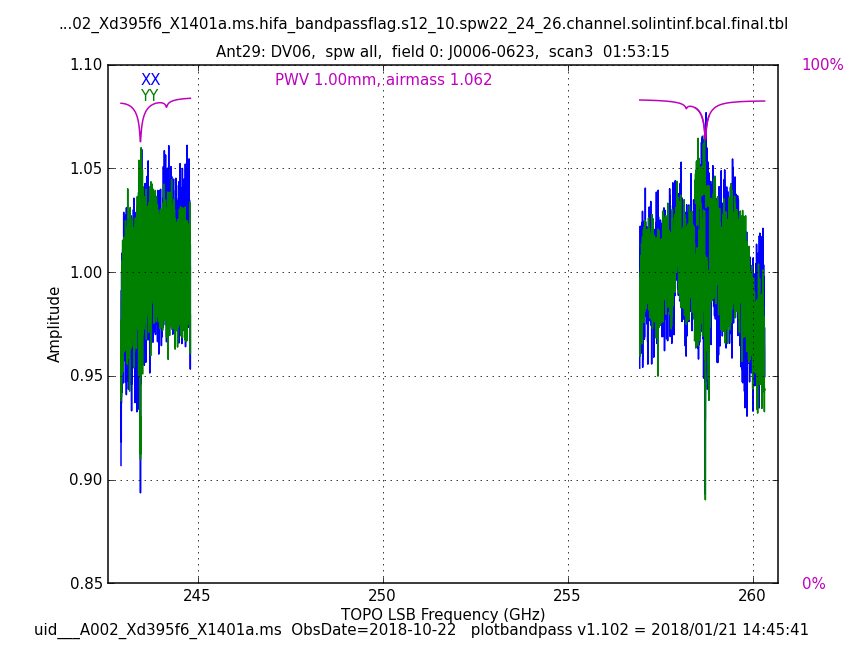 ...02_Xd395f6_X1401a.ms.hifa_bandpassflag.s12_10.spw22_24_26.channel.solintinf.bcal.final.tbl
Ant29: DV06, spw all, field 0: J0006-0623, scan3 01:53:15
1.10
XX
YY
PWV 1.00mm, airmass 1.062
100%
1.05
1.00
0.95
0.90
0.85
Amplitude
0%
245
250
255
260
TOPO LSB Frequency (GHz)
uid___A002_Xd395f6_X1401a.ms ObsDate=2018-10-22 plotbandpass v1.102 = 2018/01/21 14:45:41